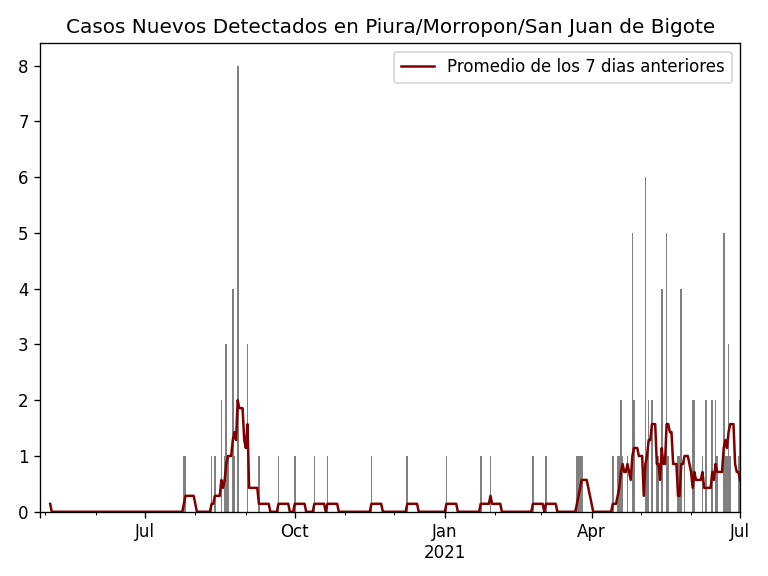 Casos Nuevos Detectados en Piura/Morropon/San Juan de Bigote
Promedio de los 7 dias anteriores
8
7
6
5
4
3
2
1
0
Jul
Oct
Jan
2021
Apr
Jul